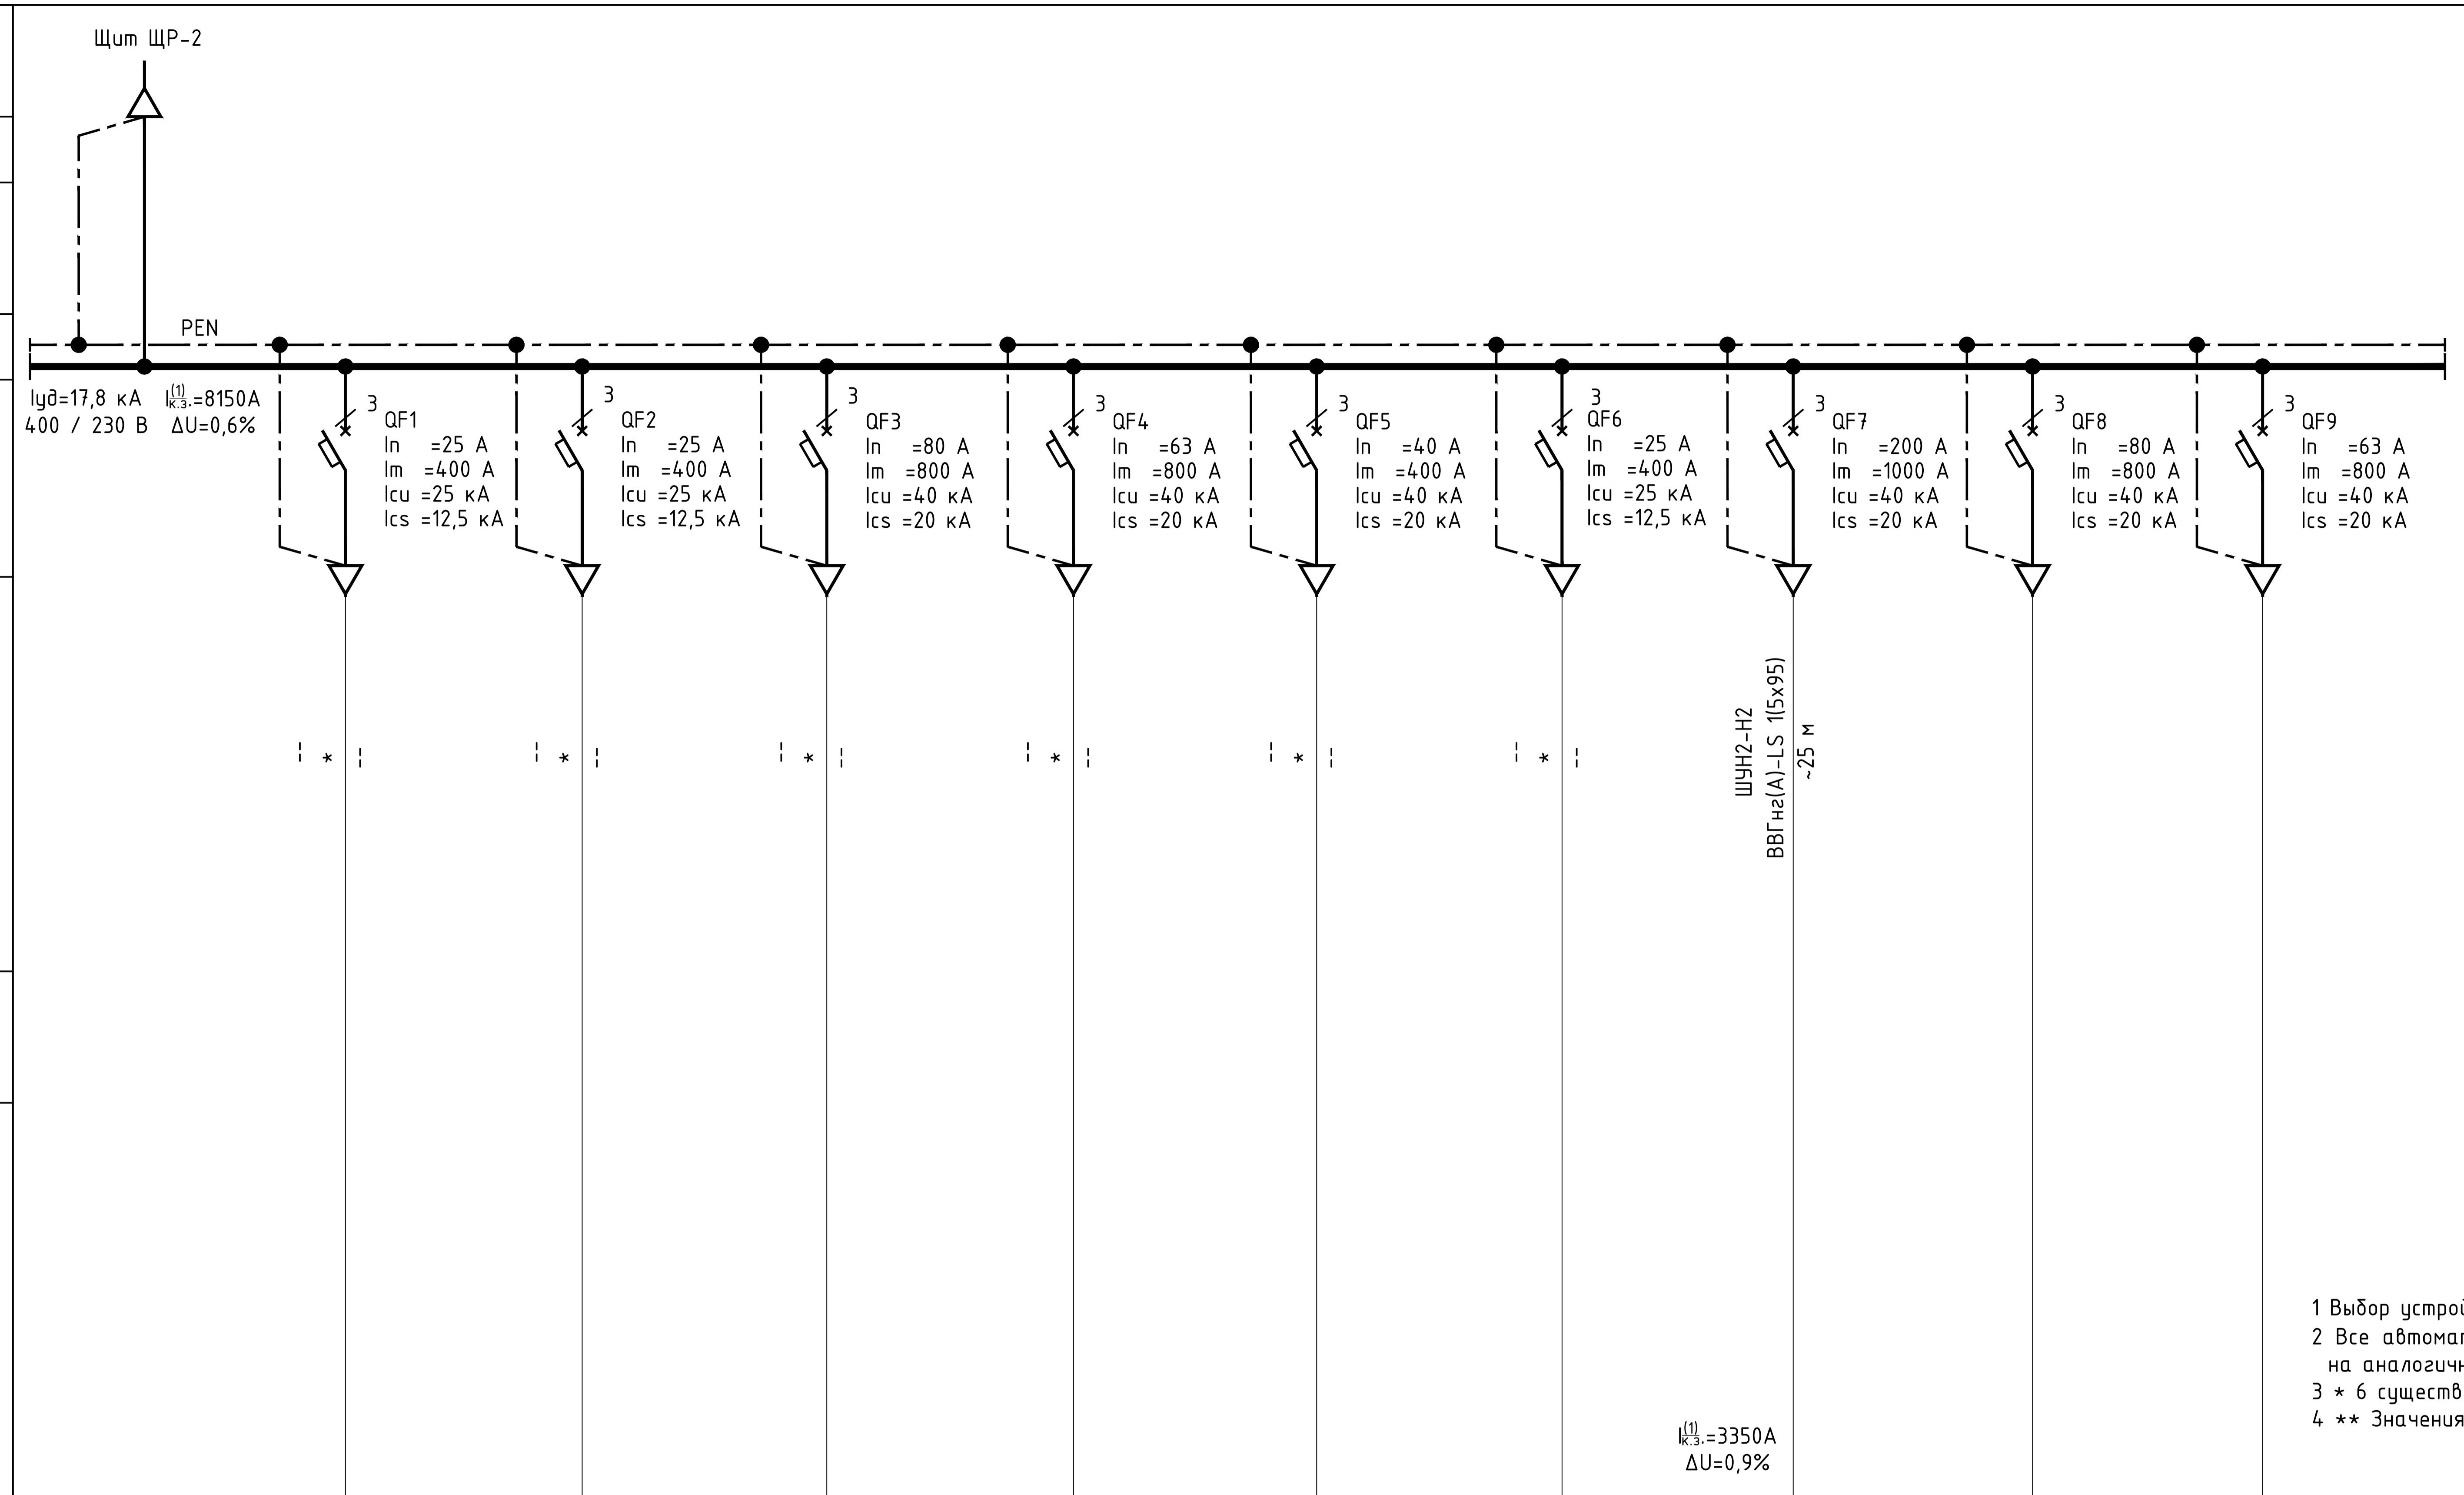 Щит ЩР-2
PEN
Iуд=17,8 кА
400 / 230 В
I(1)к.з.=8150А
ΔU=0,6%
3
QF1
In =25 А
Im =400 А
Icu =25 кА
Ics =12,5 кА
3
QF2
In =25 А
Im =400 А
Icu =25 кА
Ics =12,5 кА
3
QF3
In =80 А
Im =800 А
Icu =40 кА
Ics =20 кА
3
QF4
In =63 А
Im =800 А
Icu =40 кА
Ics =20 кА
3
QF5
In =40 А
Im =400 А
Icu =40 кА
Ics =20 кА
3
QF6
In =25 А
Im =400 А
Icu =25 кА
Ics =12,5 кА
3
QF7
In =200 А
Im =1000 А
Icu =40 кА
Ics =20 кА
3
QF8
In =80 А
Im =800 А
Icu =40 кА
Ics =20 кА
3
QF9
In =63 А
Im =800 А
Icu =40 кА
Ics =20 кА
-- * --
-- * --
-- * --
-- * --
-- * --
-- * --
ШУН2-Н2
ВВГнг(А)-LS 1(5х95)
~25 м
I(1)к.з.=3350А
ΔU=0,9%
1 Выбор устрой
2 Все автомат
на аналогичн
3 * 6 существ
4 ** Значения